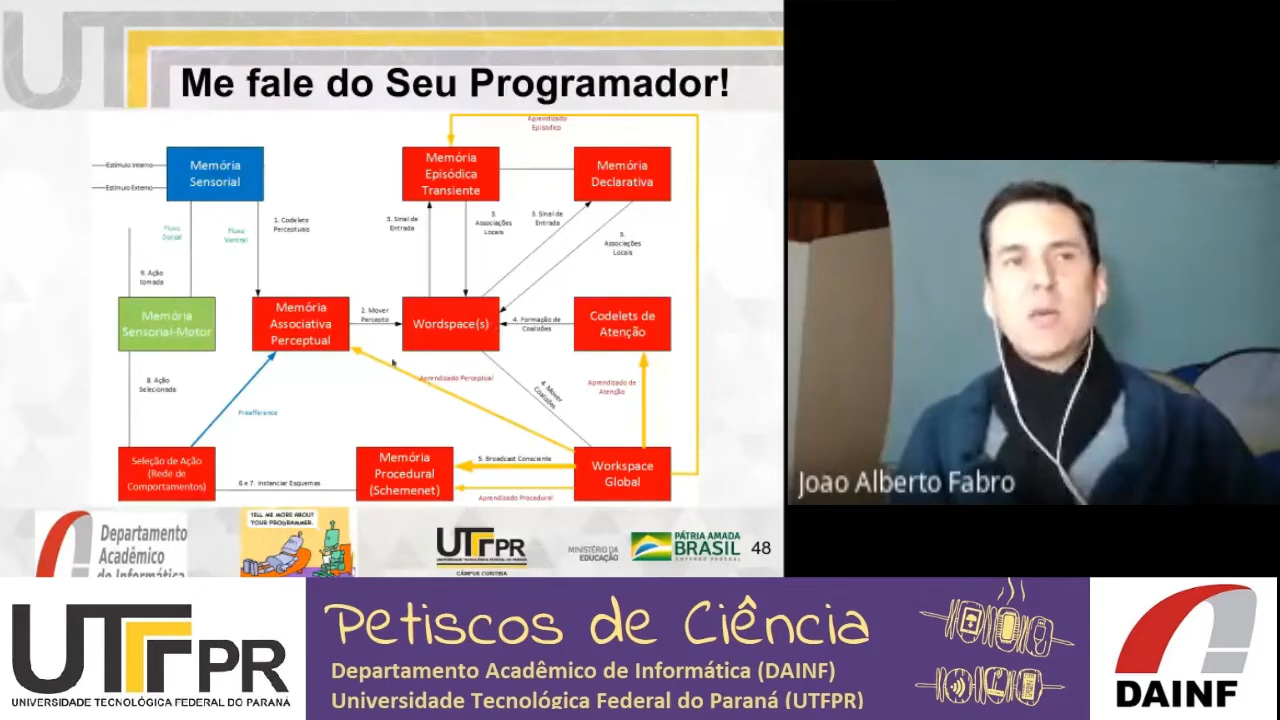 UTFPR
Me fale do Seu Programador!
Aprendizado
Episódico
Estímulo Interno
Estímulo Externo
Memória
Sensorial
Memória
Episódica
Transiente
Memória
Declarativa
Fluxo
Dorsal
Fluxo
Ventral
1. Codelets
Perceptuais
3. Sinal de
Entrada
3.
Associações
Locais
3. Sinal de
Entrada
3.
Associações
Locais
9. Ação
tomada
Memória
Sensorial-Motor
Memória
Associativa
Perceptual
2. Mover
Percepto
Wordspace(s)
4. Formação de
Coalizões
Codelets de
Atenção
8. Ação
Selecionada
Preafference
Aprendizado Perceptual
4. Mover
Coalizões
Aprendizado de
Atenção
Seleção de Ação
(Rede de
Comportamentos)
6 e 7. Instanciar Esquemas
Memória
Procedural
(Schemenet)
5. Broadcast Consciente
Aprendizado Procedural
Workspace
Global
Departamento
Acadêmico
de Informática
TELL ME MORE ABOUT
YOUR PROGRAMMER.
UTFPR
UNIVERSIDADE TECNOLÓGICA FEDERAL DO PARANÁ
CÂMPUS CURITIBA
MINISTÉRIO DA
EDUCAÇÃO
PÁTRIA AMADA
BRASIL
GOVERNO FEDERAL
48
Joao Alberto Fabro
UTFPR
UNIVERSIDADE TECNOLÓGICA FEDERAL DO PARANÁ
Petiscos de Ciência
Departamento Acadêmico de Informática (DAINF)
Universidade Tecnológica Federal do Paraná (UTFPR)
DAINF